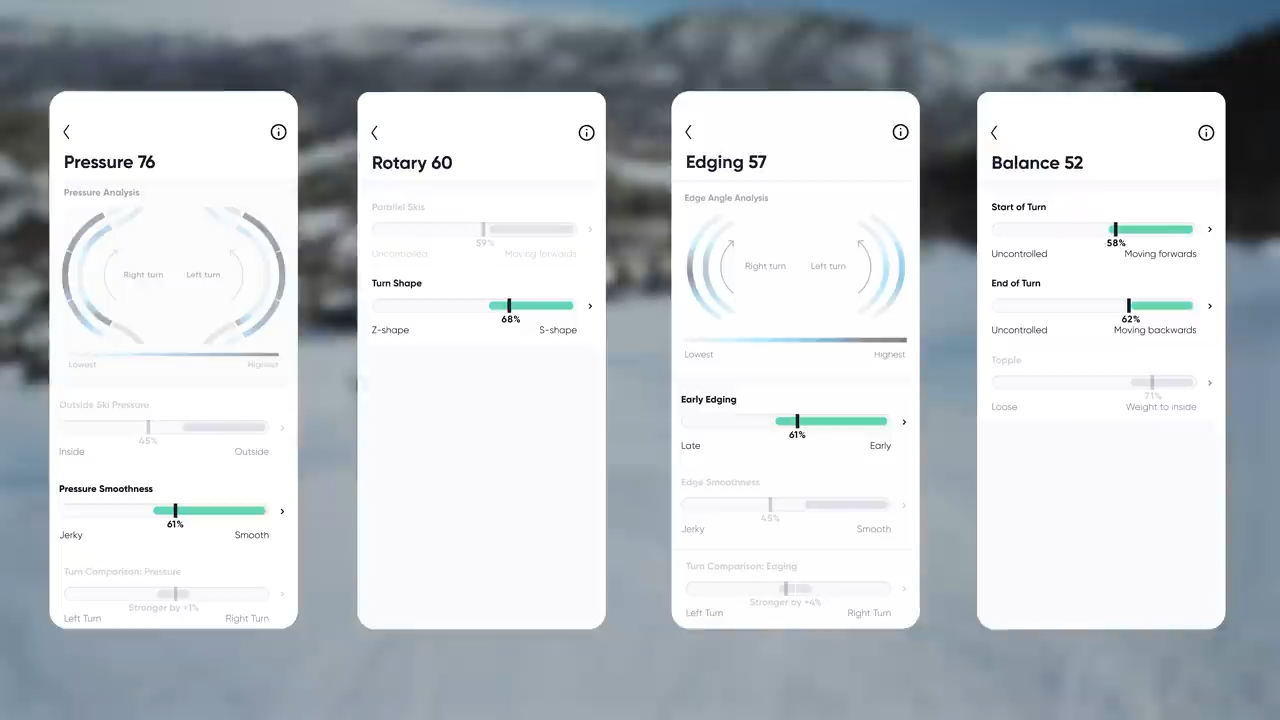 Pressure 76
Pressure Analysis
Right turn
Left turn
Lowest
Highest
Outside Ski Pressure
45%
Inside
Outside
Pressure Smoothness
61%
Jerky
Smooth
Turn Comparison: Pressure
Stronger by +1%
Left Turn
Right Turn
Rotary 60
Parallel Skis
59%
Uncontrolled
Moving forwards
Turn Shape
68%
Z-shape
S-shape
Edging 57
Edge Angle Analysis
Right turn
Left turn
Lowest
Highest
Early Edging
61%
Late
Early
Edge Smoothness
45%
Jerky
Smooth
Turn Comparison: Edging
Stronger by +4%
Left Turn
Right Turn
Balance 52
Start of Turn
58%
Uncontrolled
Moving forwards
End of Turn
62%
Uncontrolled
Moving backwards
Topple
71%
Loose
Weight to inside